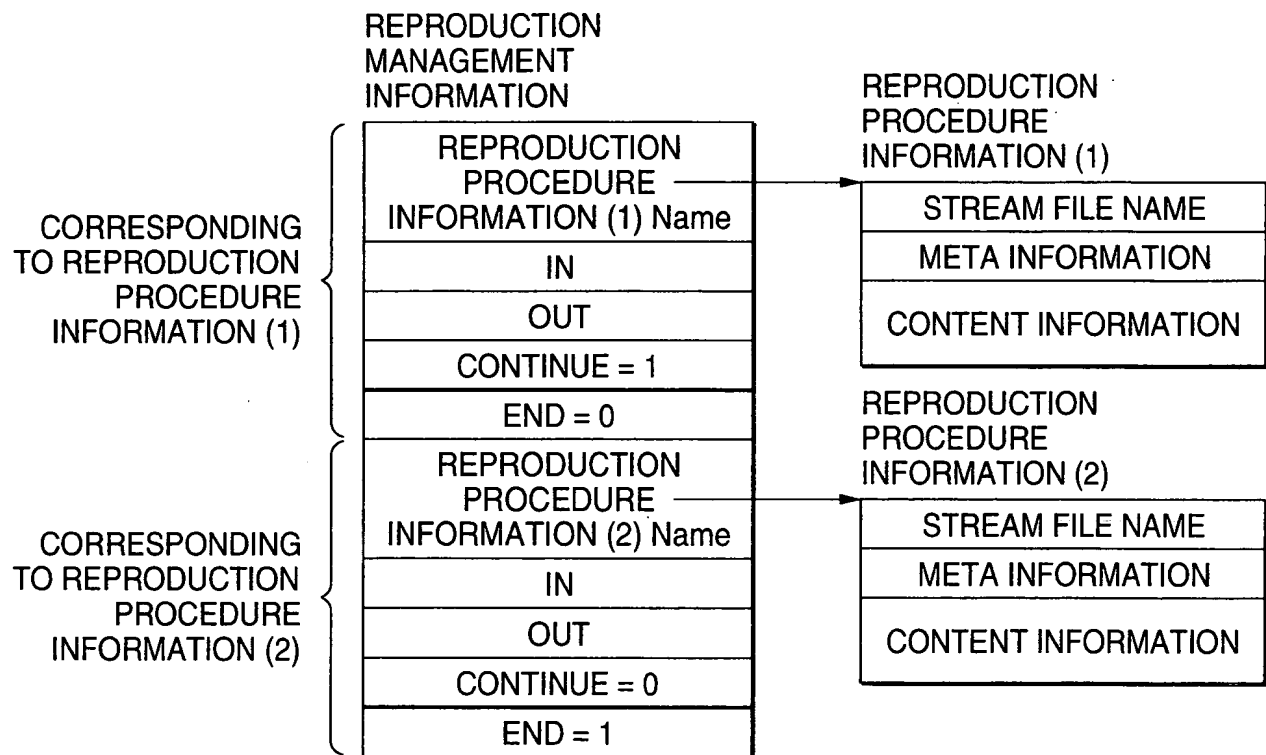 REPRODUCTION
MANAGEMENT
INFORMATION
CORRESPONDING
TO REPRODUCTION
PROCEDURE
INFORMATION (1)
REPRODUCTION
PROCEDURE
INFORMATION (1) Name
IN
OUT
CONTINUE = 1
END = 0
REPRODUCTION
PROCEDURE
INFORMATION (1)
STREAM FILE NAME
META INFORMATION
CONTENT INFORMATION
CORRESPONDING
TO REPRODUCTION
PROCEDURE
INFORMATION (2)
REPRODUCTION
PROCEDURE
INFORMATION (2) Name
IN
OUT
CONTINUE = 0
END = 1
REPRODUCTION
PROCEDURE
INFORMATION (2)
STREAM FILE NAME
META INFORMATION
CONTENT INFORMATION